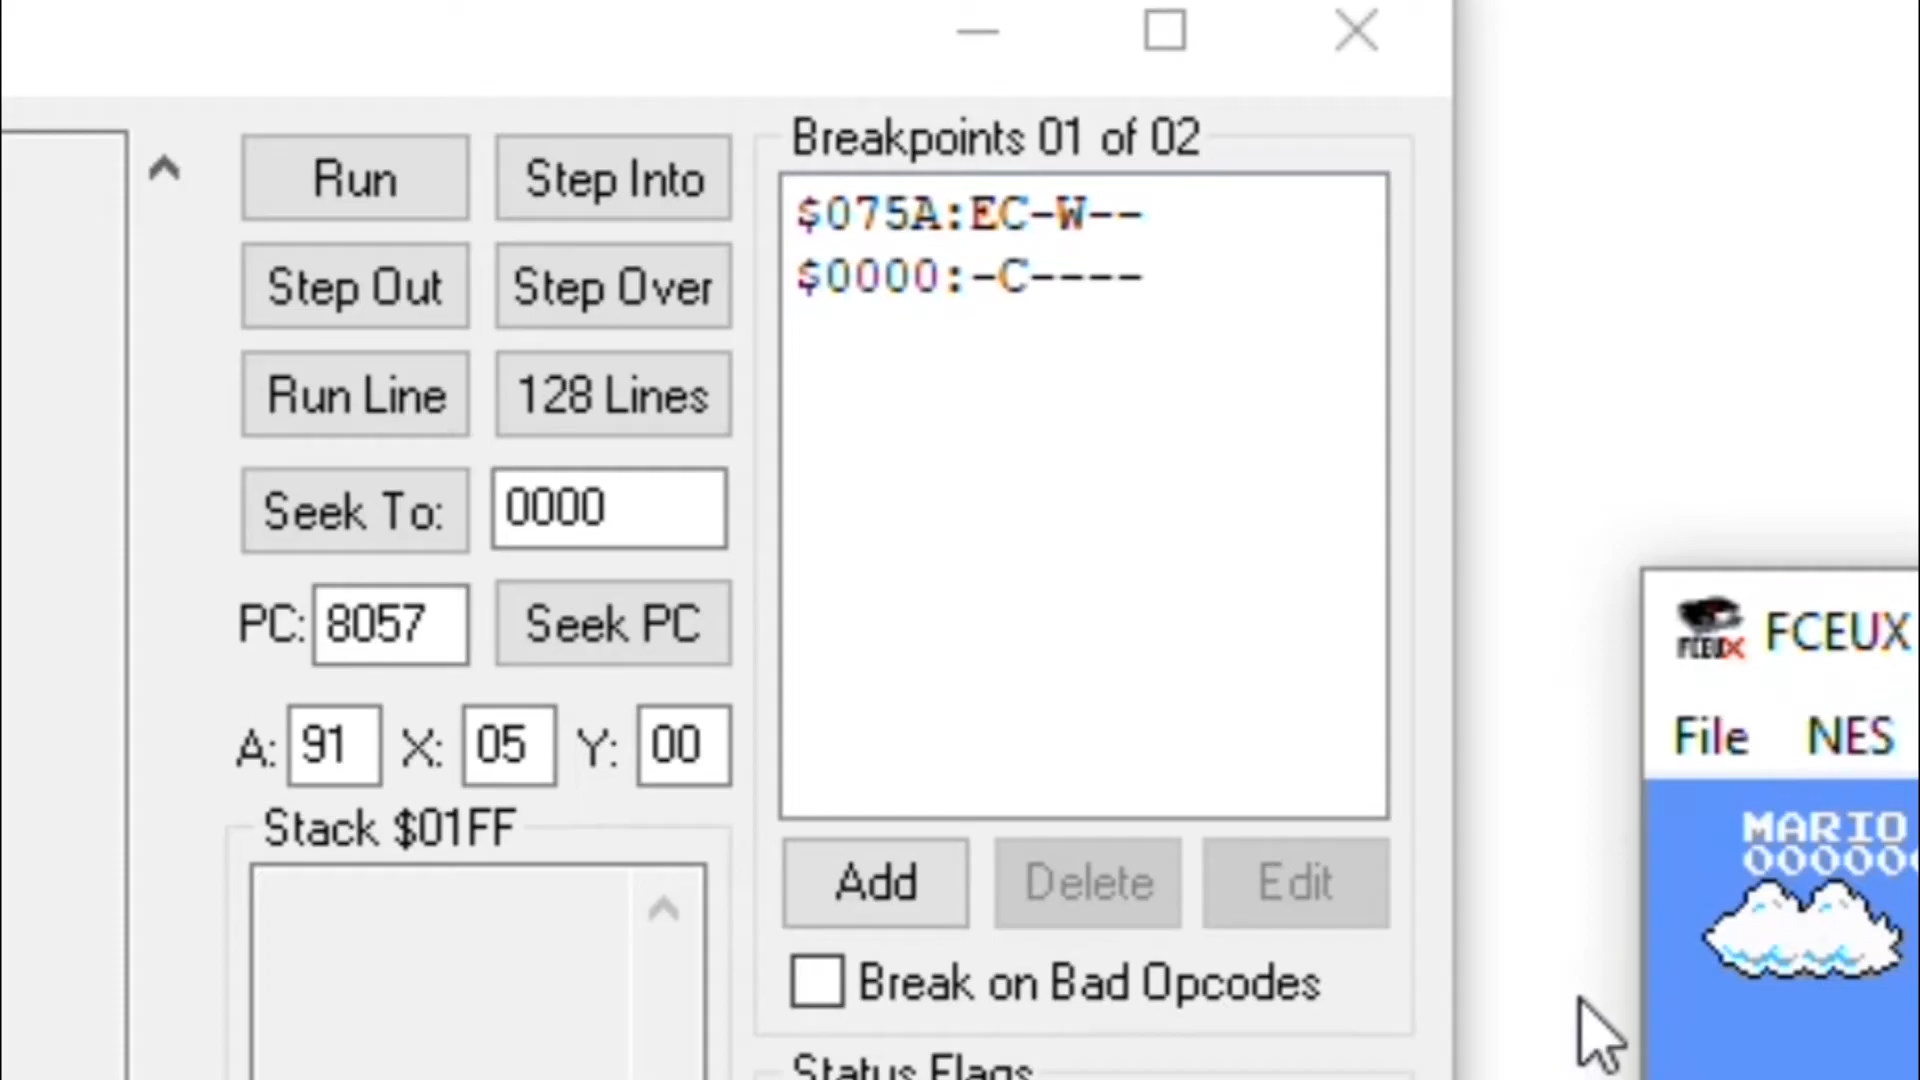 Run
Step Into
Step Out
Step Over
Run Line
128 Lines
Seek To:
0000
PC:
8057
Seek PC
A:
91
X:
05
Y:
00
Stack $01FF
Breakpoints 01 of 02
$075A:EC-W--
$0000:-C----
Add
Delete
Edit
Break on Bad Opcodes
Status Flags
FCEUX
FCEUX
File NES
MARIO
00000